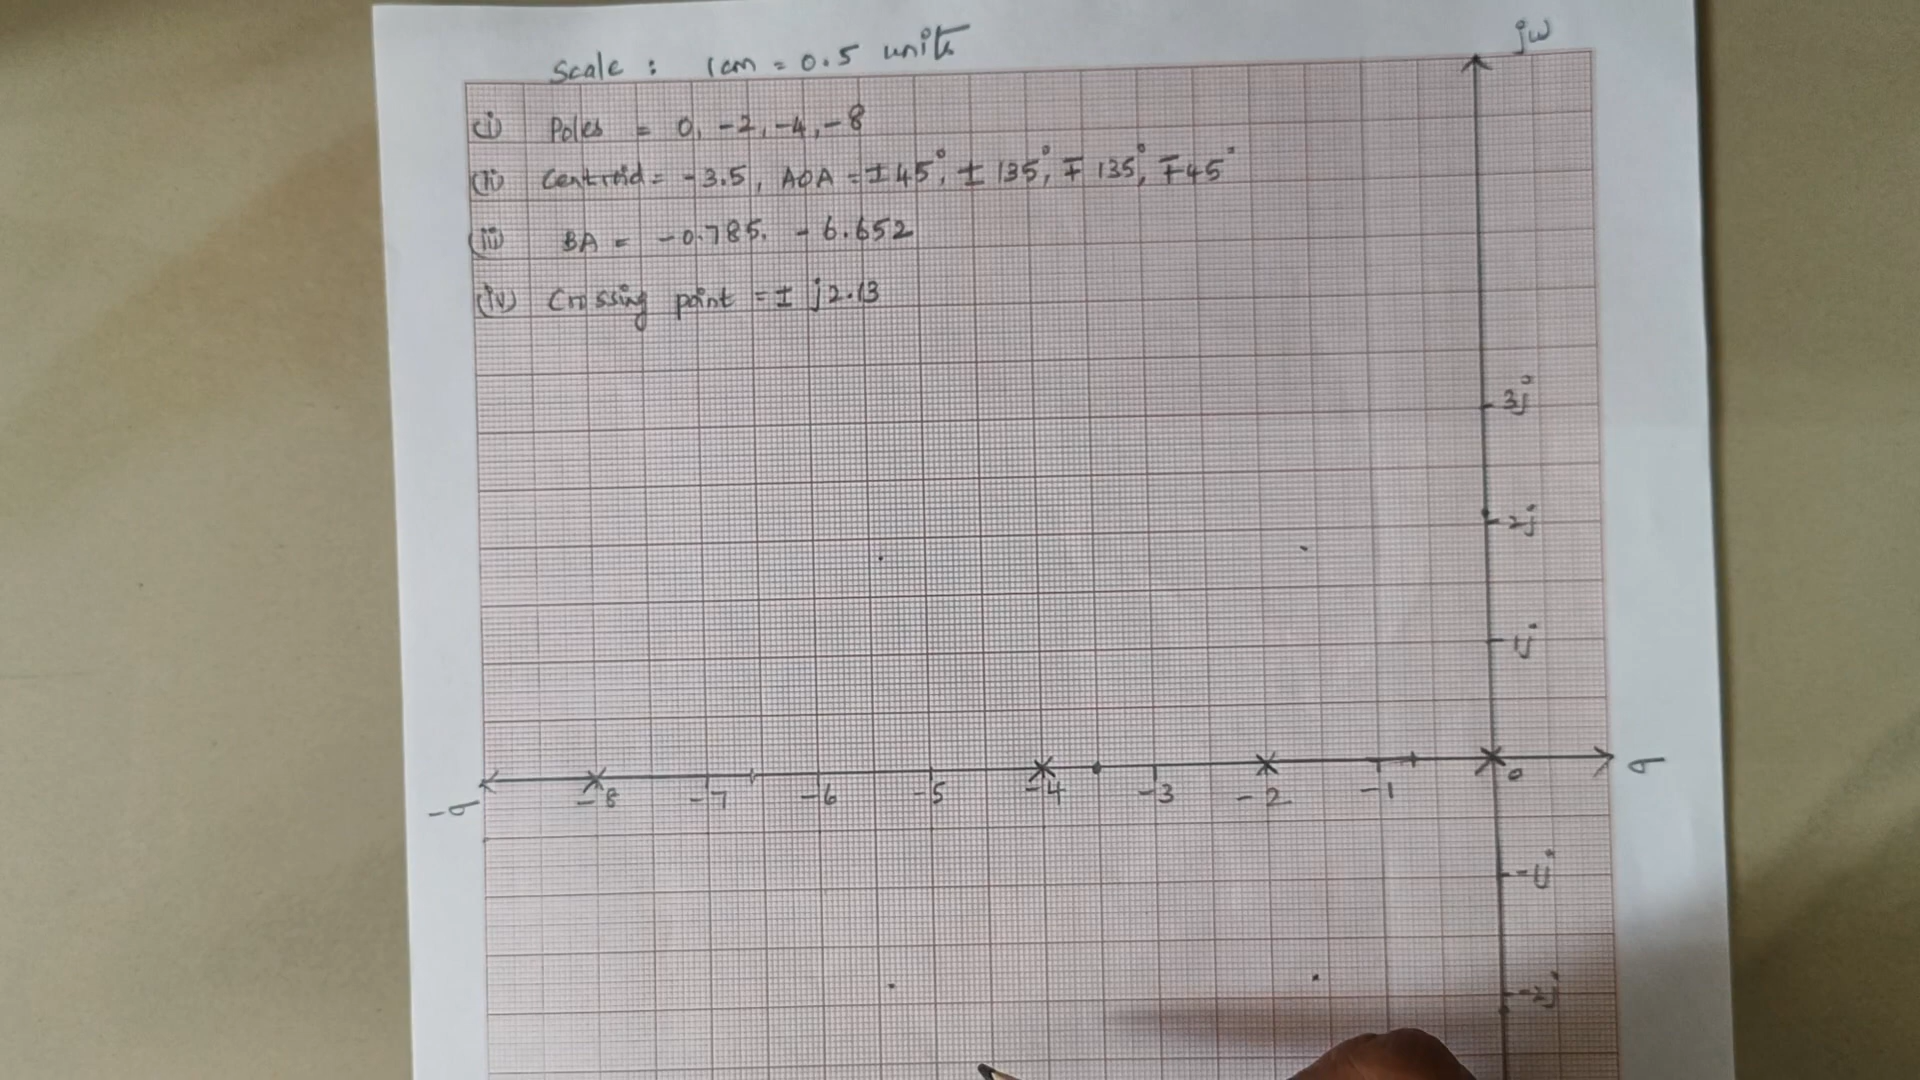 Scale : 1cm = 0.5 units
jω
(i) Poles = 0, -2, -4, -8
(ii) Centroid = -3.5, AOA = ± 45°, ± 135°, ∓ 135°, ∓45°
(iii) BA = -0.785, -6.652
(iv) Crossing point = ± j2.13
3j
2j
1j
-σ -8 -7 -6 -5 -4 -3 -2 -1 0 σ
-1j
-2j